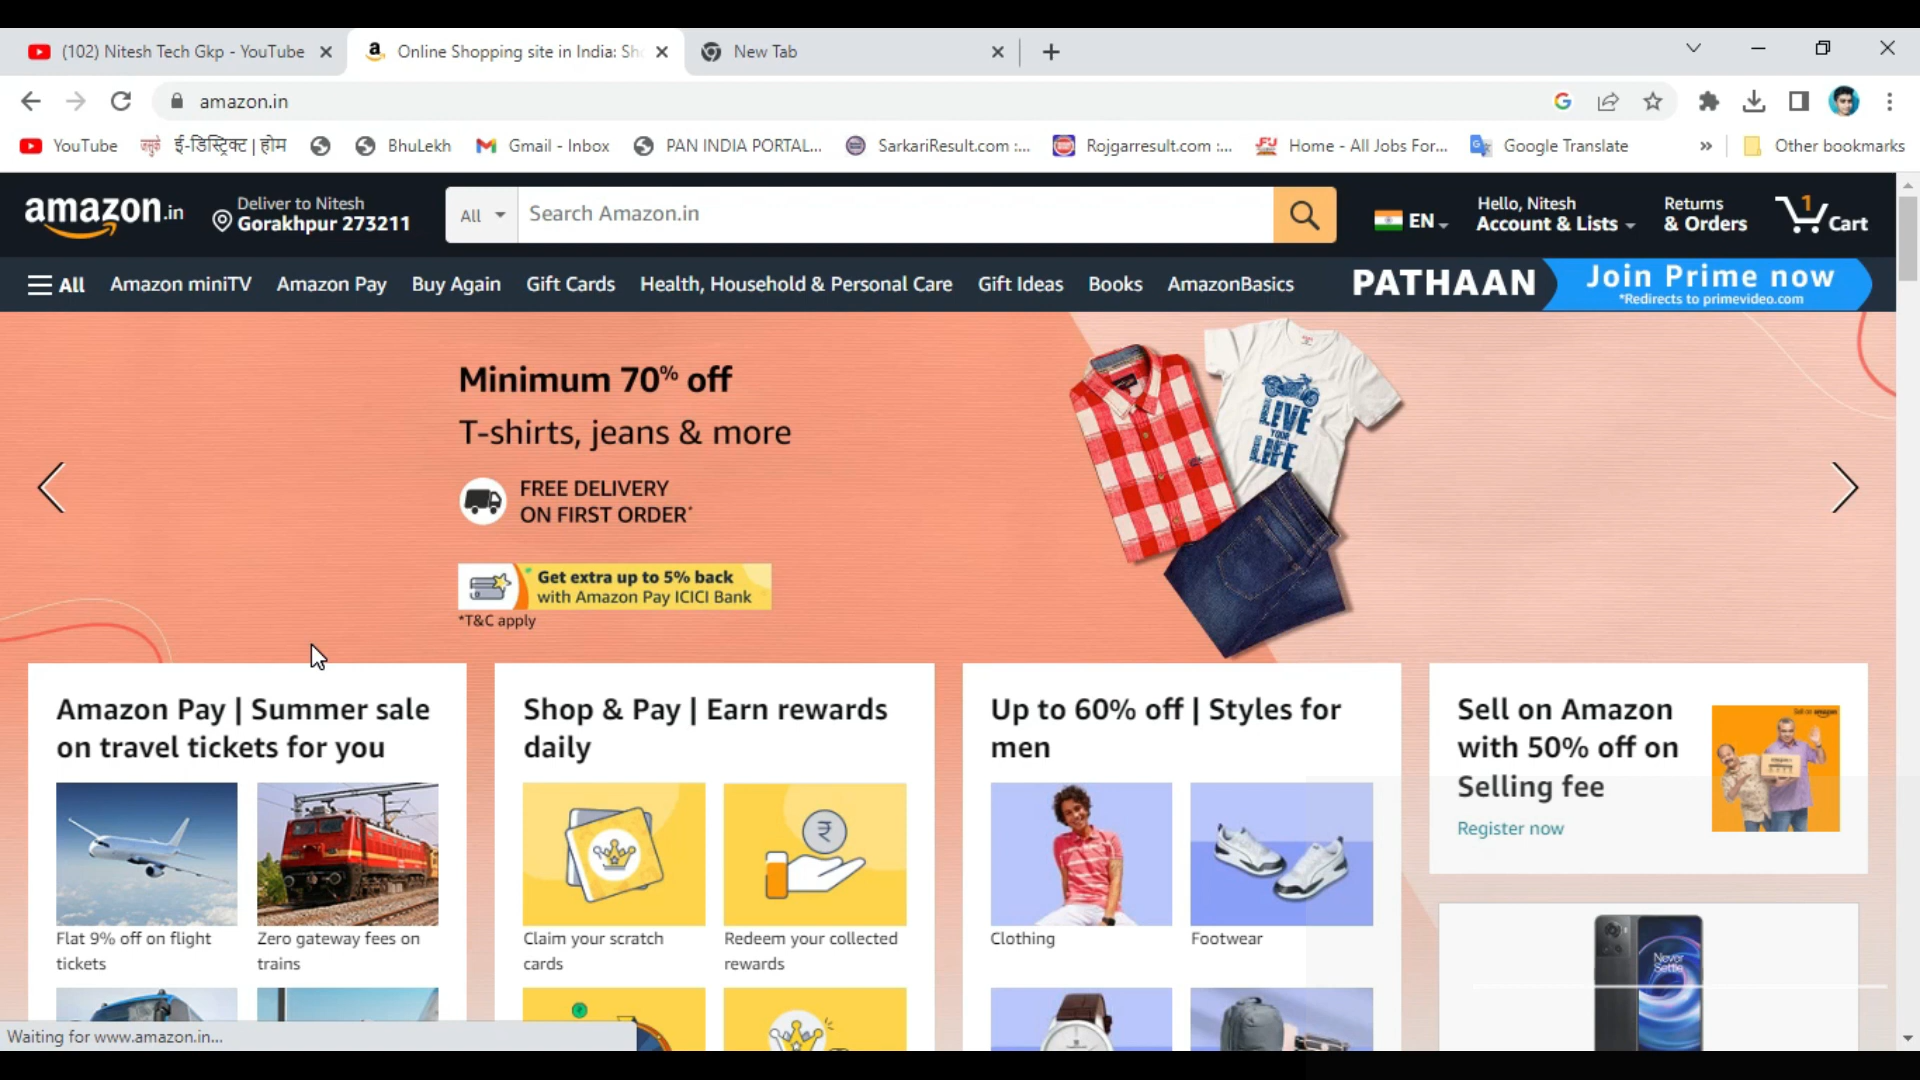 (102) Nitesh Tech Gkp - YouTube
Online Shopping site in India: Sh
New Tab
amazon.in
YouTube
ई-डिस्ट्रिक्ट | होम
BhuLekh
Gmail - Inbox
PAN INDIA PORTAL...
SarkariResult.com :...
Rojgarresult.com :...
Home - All Jobs For...
Google Translate
»
Other bookmarks
amazon.in
Deliver to Nitesh
Gorakhpur 273211
All
Search Amazon.in
EN
Hello, Nitesh
Account & Lists
Returns
& Orders
1
Cart
All
Amazon miniTV
Amazon Pay
Buy Again
Gift Cards
Health, Household & Personal Care
Gift Ideas
Books
AmazonBasics
PATHAAN
Join Prime now
*Redirects to primevideo.com
Minimum 70% off
T-shirts, jeans & more
FREE DELIVERY
ON FIRST ORDER*
Get extra up to 5% back
with Amazon Pay ICICI Bank
*T&C apply
LIVE
YOUR
LIFE
Amazon Pay | Summer sale
on travel tickets for you
Flat 9% off on flight
tickets
Zero gateway fees on
trains
Shop & Pay | Earn rewards
daily
Claim your scratch
cards
Redeem your collected
rewards
Up to 60% off | Styles for
men
Clothing
Footwear
Sell on Amazon
with 50% off on
Selling fee
Register now
Sell on amazon
Never
Settle
Waiting for www.amazon.in...